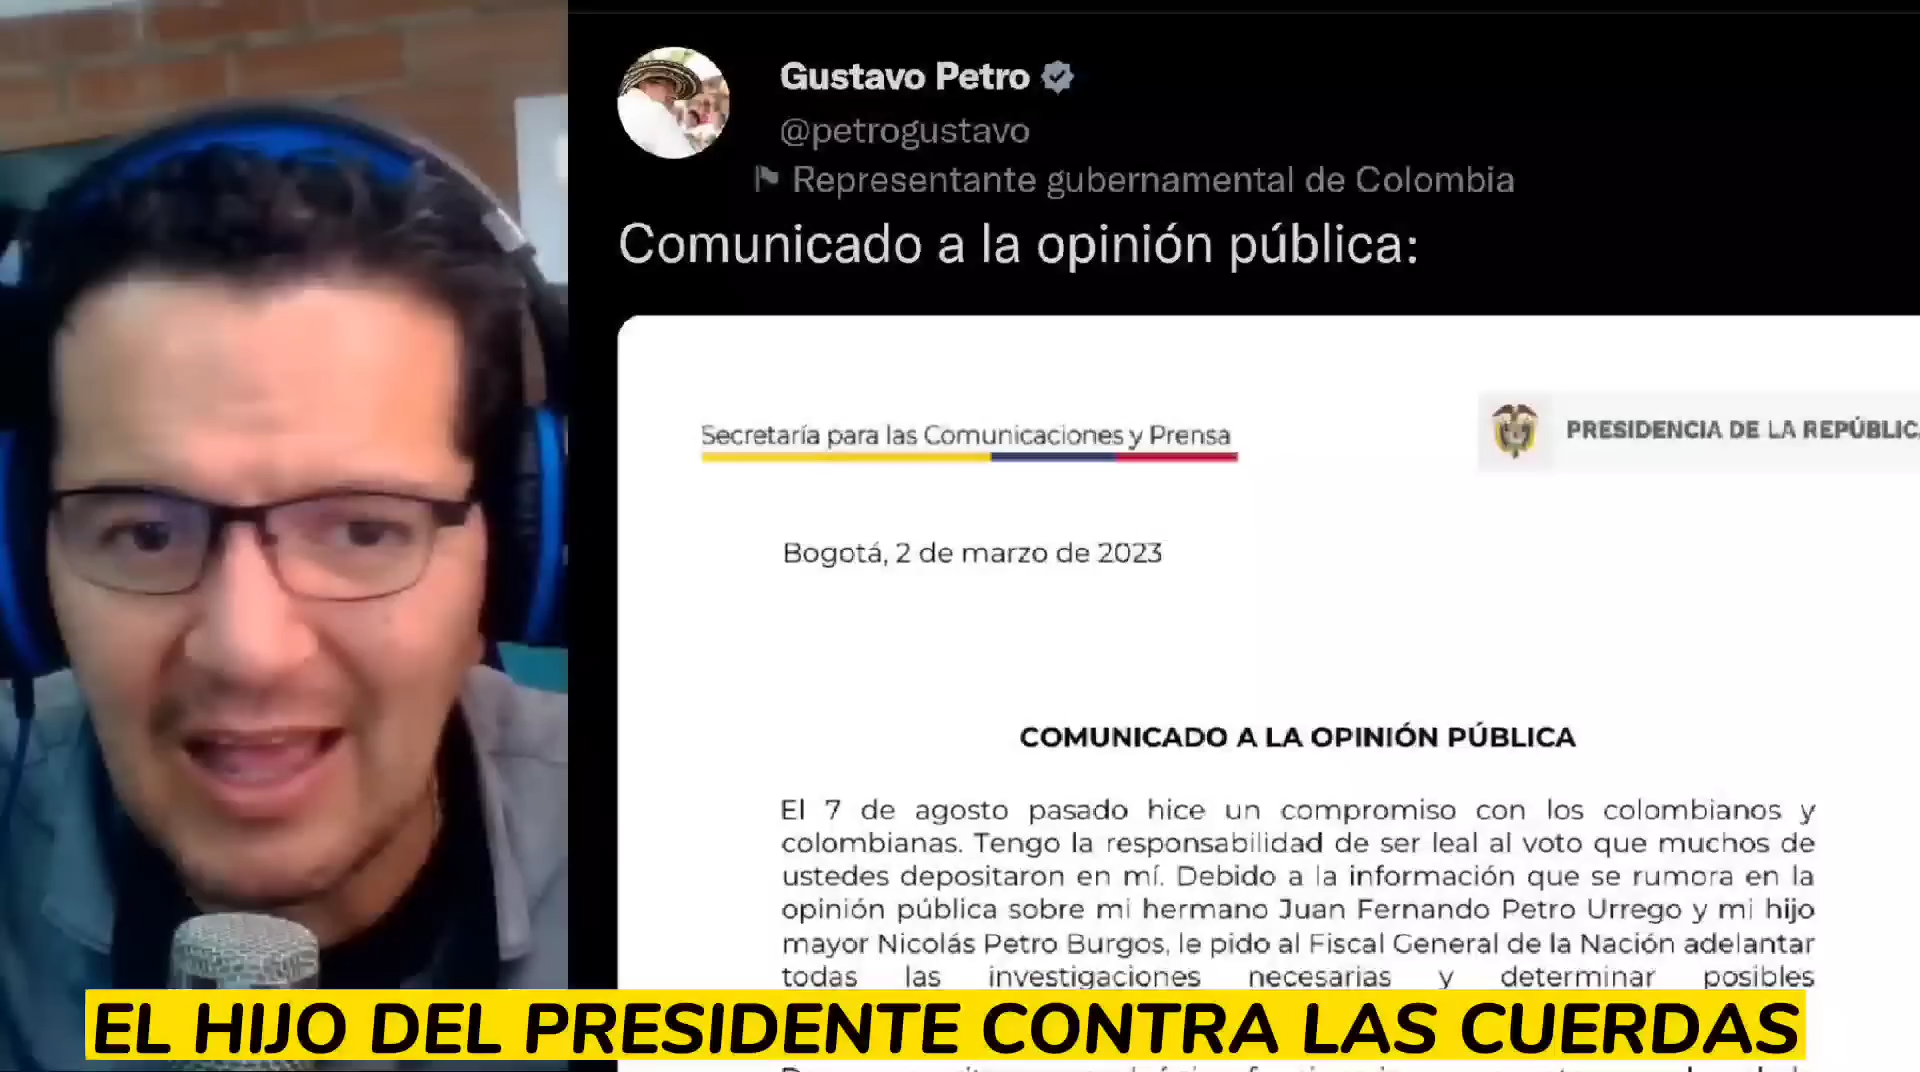 Gustavo Petro
@petrogustavo
Representante gubernamental de Colombia
Comunicado a la opinión pública:
Secretaría para las Comunicaciones y Prensa
PRESIDENCIA DE LA
Bogotá, 2 de marzo de 2023
COMUNICADO A LA OPINIÓN PÚBLICA
El 7 de agosto pasado hice un compromiso con los colombianos y
colombianas. Tengo la responsabilidad de ser leal al voto que muchos de
ustedes depositaron en mí. Debido a la información que se rumora en la
opinión pública sobre mi hermano Juan Fernando Petro Urrego y mi hijo
mayor Nicolás Petro Burgos, le pido al Fiscal General de la Nación adelantar
todas las investigaciones necesarias y determinar posibles
EL HIJO DEL PRESIDENTE CONTRA LAS CUERDAS